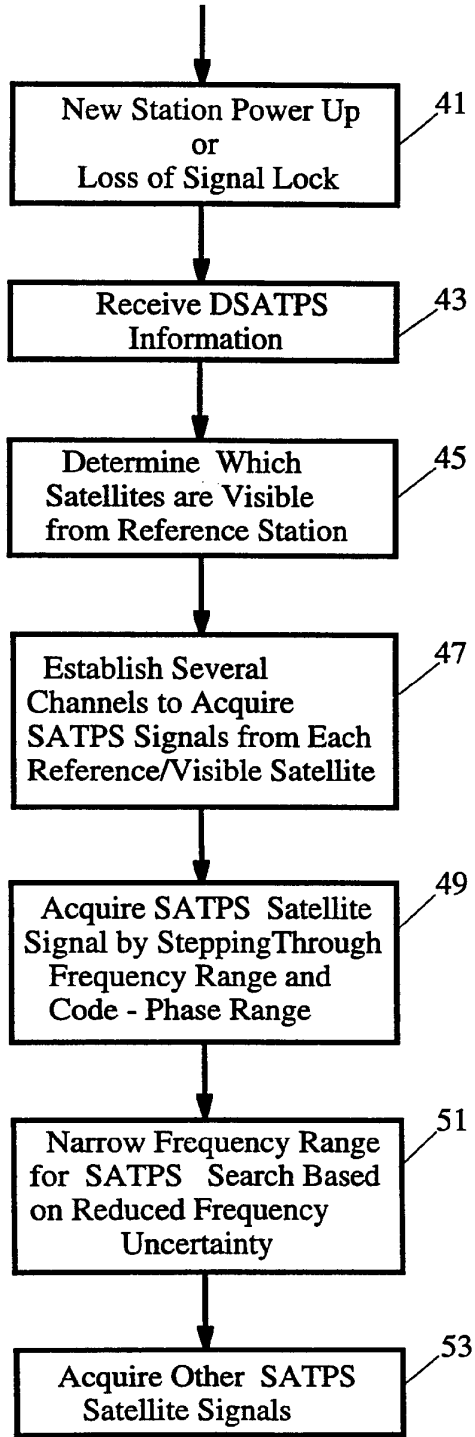 New Station Power Up
or
Loss of Signal Lock
41
Receive DSATPS
Information
43
Determine Which
Satellites are Visible
from Reference Station
45
Establish Several
Channels to Acquire
SATPS Signals from Each
Reference/Visible Satellite
47
Acquire SATPS Satellite
Signal by SteppingThrough
Frequency Range and
Code - Phase Range
49
Narrow Frequency Range
for SATPS Search Based
on Reduced Frequency
Uncertainty
51
Acquire Other SATPS
Satellite Signals
53